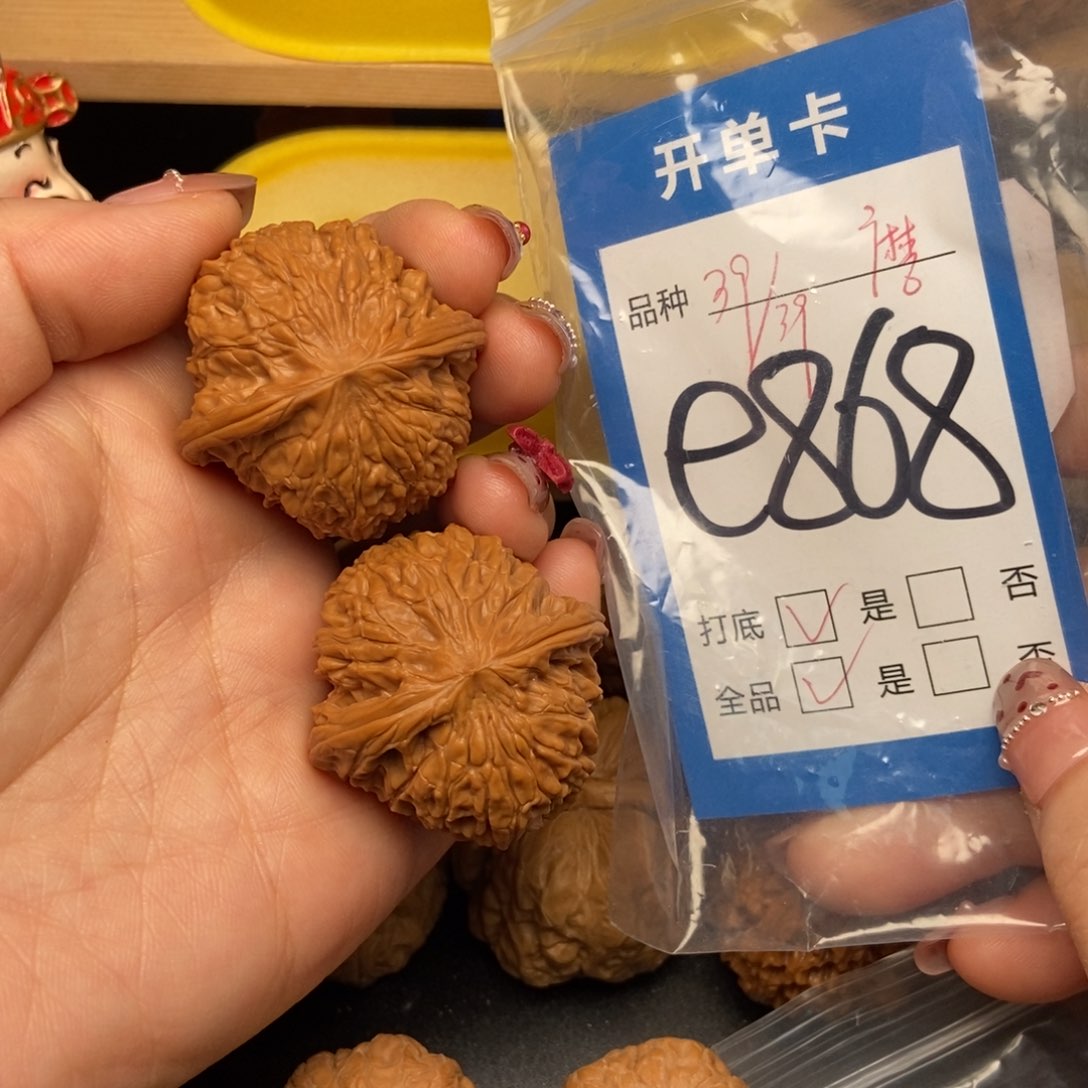 开单卡
品种 39/39
e868
打底 是 否
全品 是 否